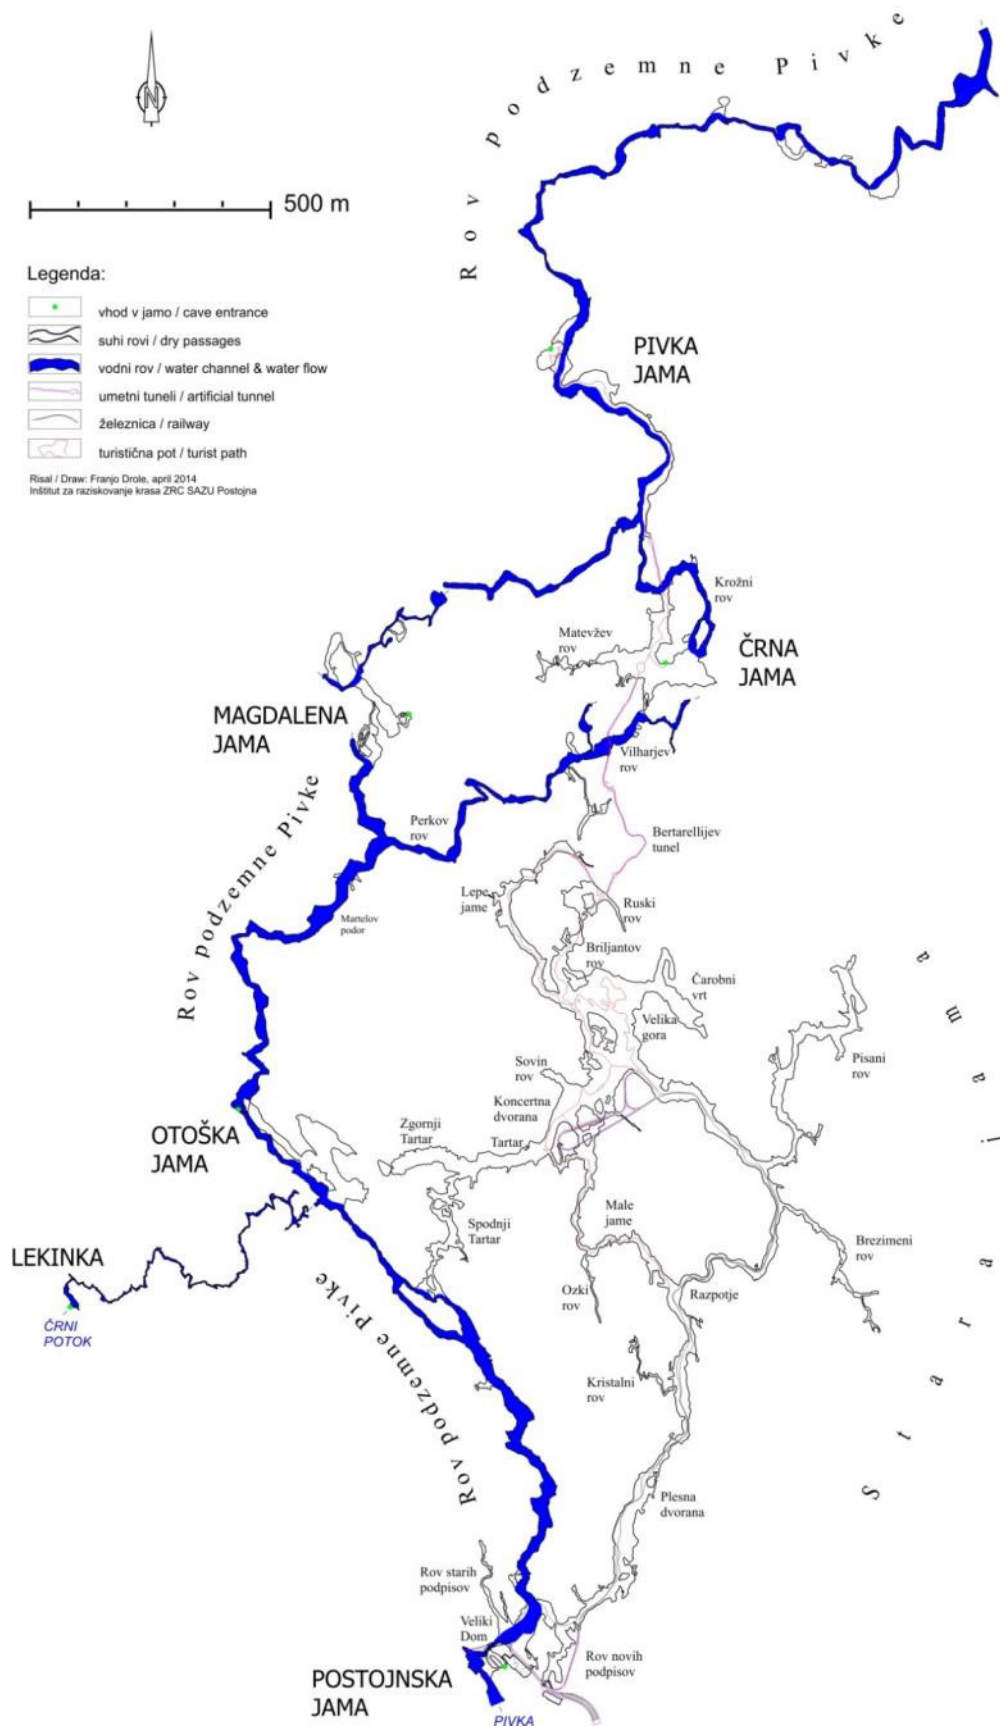 Rov podzemne Pivke
N
500 m
Legenda:
vhod v jamo / cave entrance
suhi rovi / dry passages
vodni rov / water channel & water flow
umetni tuneli / artificial tunnel
železnica / railway
turistična pot / turist path
Risal / Draw: Franjo Drole, april 2014
Inštitut za raziskovanje krasa ZRC SAZU Postojna
PIVKA
JAMA
Krožni
rov
Matevžev
rov
ČRNA
JAMA
MAGDALENA
JAMA
Vilharjev
rov
Rov podzemne Pivke
Perkov
rov
Bertarellijev
tunel
Lepe
jame
Ruski
rov
Martelov
podor
Briljantov
rov
Čarobni
vrt
Velika
gora
Pisani
rov
Sovin
rov
Koncertna
dvorana
Stara jama
OTOŠKA
JAMA
Zgornji
Tartar
Tartar
Spodnji
Tartar
Male
jame
Brezimeni
rov
LEKINKA
Ozki
rov
Razpotje
ČRNI
POTOK
Rov podzemne Pivke
Kristalni
rov
Plesna
dvorana
Rov starih
podpisov
Veliki
Dom
Rov novih
podpisov
POSTOJNSKA
JAMA
PIVKA